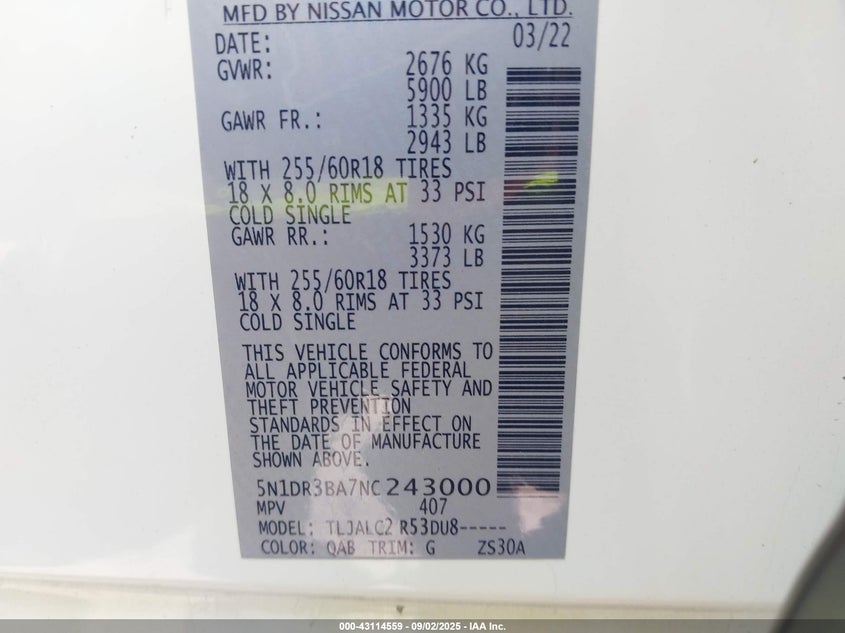 MFD BY NISSAN MOTOR CO., LTD.
DATE: 03/22
GVWR: 2676 KG
5900 LB
GAWR FR.: 1335 KG
2943 LB
WITH 255/60R18 TIRES
18 X 8.0 RIMS AT 33 PSI
COLD SINGLE
GAWR RR.: 1530 KG
3373 LB
WITH 255/60R18 TIRES
18 X 8.0 RIMS AT 33 PSI
COLD SINGLE
THIS VEHICLE CONFORMS TO
ALL APPLICABLE FEDERAL
MOTOR VEHICLE SAFETY AND
THEFT PREVENTION
STANDARDS IN EFFECT ON
THE DATE OF MANUFACTURE
SHOWN ABOVE.
5N1DR3BA7NC243000
MPV 407
MODEL: TLJALC2 R53DU8-----
COLOR: QAB TRIM: G ZS30A
000-43114559 - 09/02/2025 - IAA Inc.